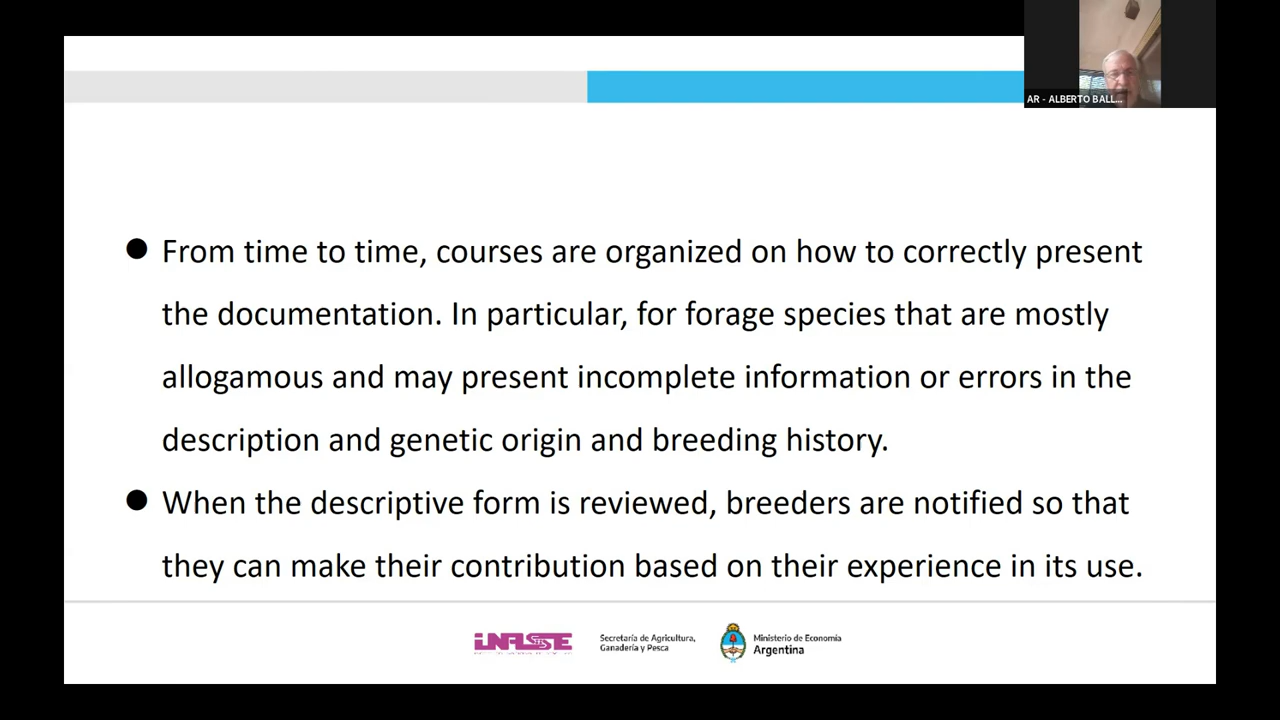 AR - ALBERTO BALL...
● From time to time, courses are organized on how to correctly present
the documentation. In particular, for forage species that are mostly
allogamous and may present incomplete information or errors in the
description and genetic origin and breeding history.
● When the descriptive form is reviewed, breeders are notified so that
they can make their contribution based on their experience in its use.
INASE
Secretaría de Agricultura,
Ganadería y Pesca
Ministerio de Economía
Argentina